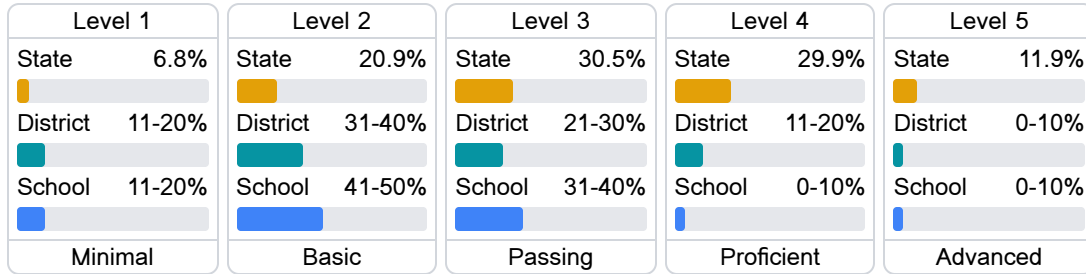 Level 1
State 6.8%
District 11-20%
School 11-20%
Minimal
Level 2
State 20.9%
District 31-40%
School 41-50%
Basic
Level 3
State 30.5%
District 21-30%
School 31-40%
Passing
Level 4
State 29.9%
District 11-20%
School 0-10%
Proficient
Level 5
State 11.9%
District 0-10%
School 0-10%
Advanced